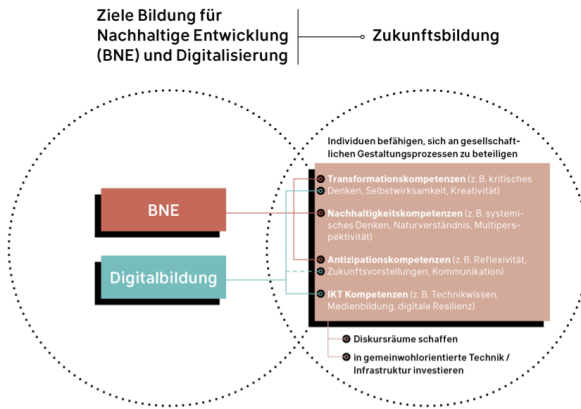 Ziele Bildung für
Nachhaltige Entwicklung
(BNE) und Digitalisierung
Zukunftsbildung
Individuen befähigen, sich an gesellschaft-
lichen Gestaltungsprozessen zu beteiligen
Transformationskompetenzen (z. B. kritisches
Denken, Selbstwirksamkeit, Kreativität)
BNE
Nachhaltigkeitskompetenzen (z. B. systemi-
sches Denken, Naturverständnis, Multipers-
pektivität)
Digitalbildung
Antizipationskompetenzen (z. B. Reflexivität,
Zukunftsvorstellungen, Kommunikation)
IKT Kompetenzen (z. B. Technikwissen,
Medienbildung, digitale Resilienz)
Diskursräume schaffen
in gemeinwohlorientierte Technik /
Infrastruktur investieren